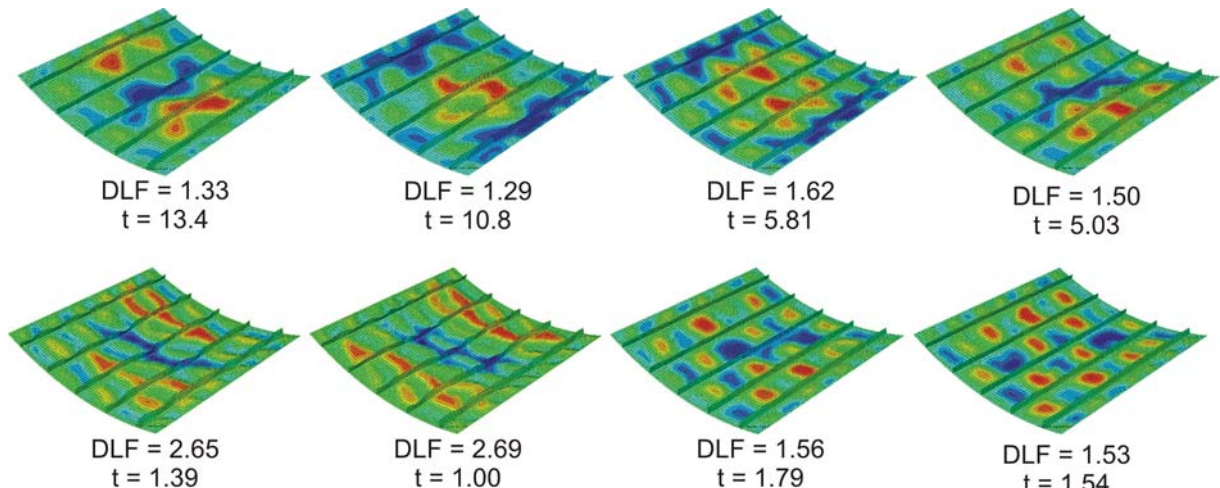 DLF = 1.33
t = 13.4
DLF = 1.29
t = 10.8
DLF = 1.62
t = 5.81
DLF = 1.50
t = 5.03
DLF = 2.65
t = 1.39
DLF = 2.69
t = 1.00
DLF = 1.56
t = 1.79
DLF = 1.53
t = 1.54